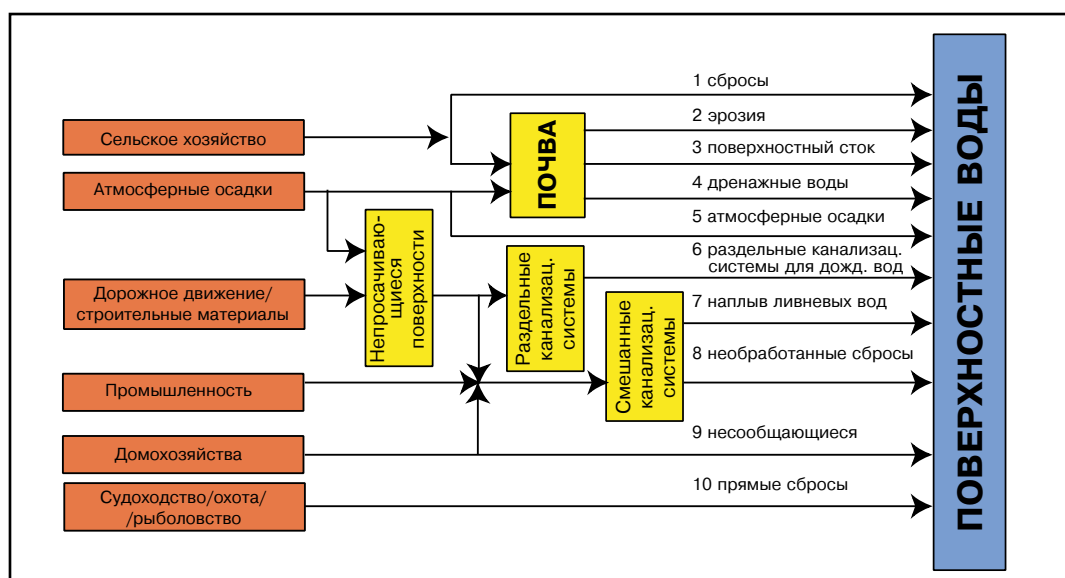 Сельское хозяйство
Атмосферные осадки
Дорожное движение/
строительные материалы
Промышленность
Домохозяйства
Судоходство/охота/
/рыболовство
Непросачиваю-
щиеся
поверхности
ПОЧВА
Раздельные
канализац.
системы
Смешанные
канализац.
системы
1 сбросы
2 эрозия
3 поверхностный сток
4 дренажные воды
5 атмосферные осадки
6 раздельные канализац.
системы для дожд. вод
7 наплыв ливневых вод
8 необработанные сбросы
9 несообщающиеся
10 прямые сбросы
ПОВЕРХНОСТНЫЕ ВОДЫ